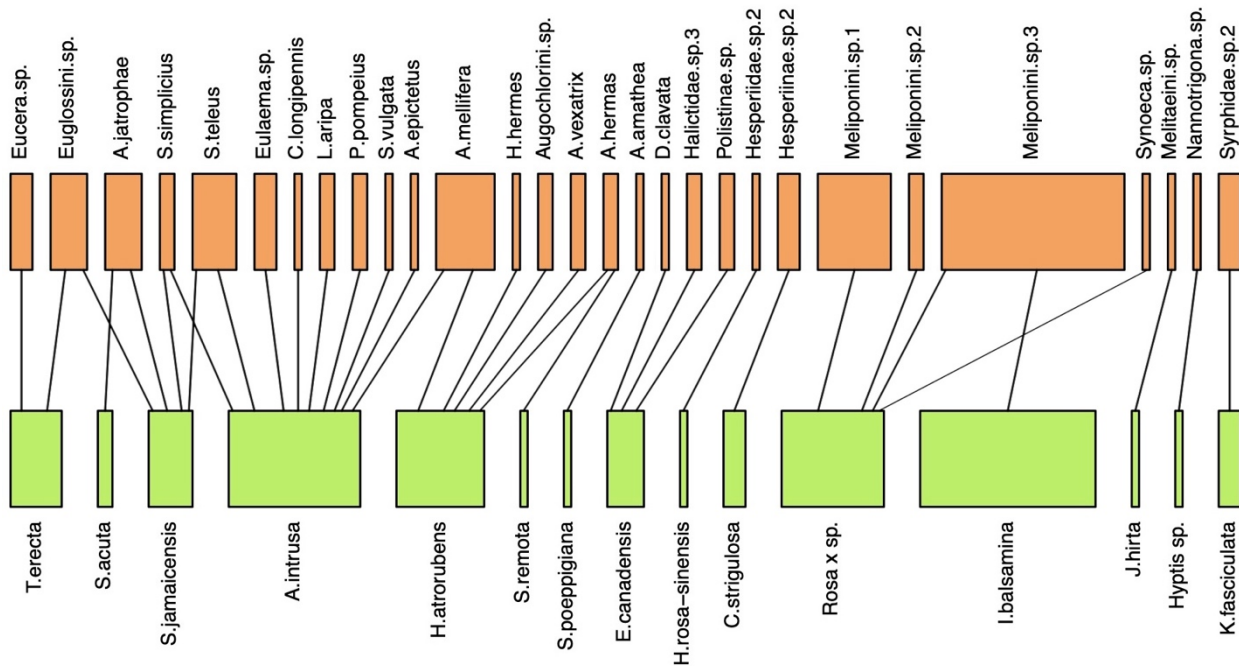 Eucera.sp.
Euglossini.sp.
A.jatrophae
S.simplicius
S.teleus
Eulaema.sp.
C.longipennis
L.aripa
P.pompeius
S.vulgata
A.epictetus
A.mellifera
H.hermes
Augochlorini.sp.
A.vexatrix
A.hermas
A.amathea
D.clavata
Halictidae.sp.3
Polistinae.sp.
Hesperiidae.sp.2
Hesperiinae.sp.2
Meliponini.sp.1
Meliponini.sp.2
Meliponini.sp.3
Synoeca.sp.
Melitaeini.sp.
Nannotrigona.sp.
Syrphidae.sp.2
T.erecta
S.acuta
S.jamaicensis
A.intrusa
H.atrorubens
S.remota
S.poeppigiana
E.canadensis
H.rosa−sinensis
C.strigulosa
Rosa x sp.
I.balsamina
J.hirta
Hyptis sp.
K.fasciculata